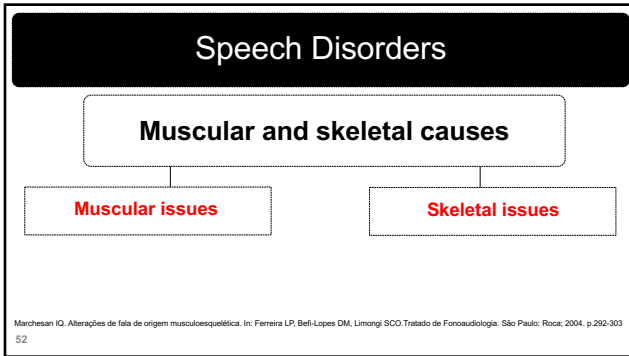 Speech Disorders
Muscular and skeletal causes
Muscular issues
Skeletal issues
Marchesan IQ. Alterações de fala de origem musculoesquelética. In: Ferreira LP, Befi-Lopes DM, Limongi SCO.Tratado de Fonoaudiologia. São Paulo: Roca; 2004. p.292-303
52